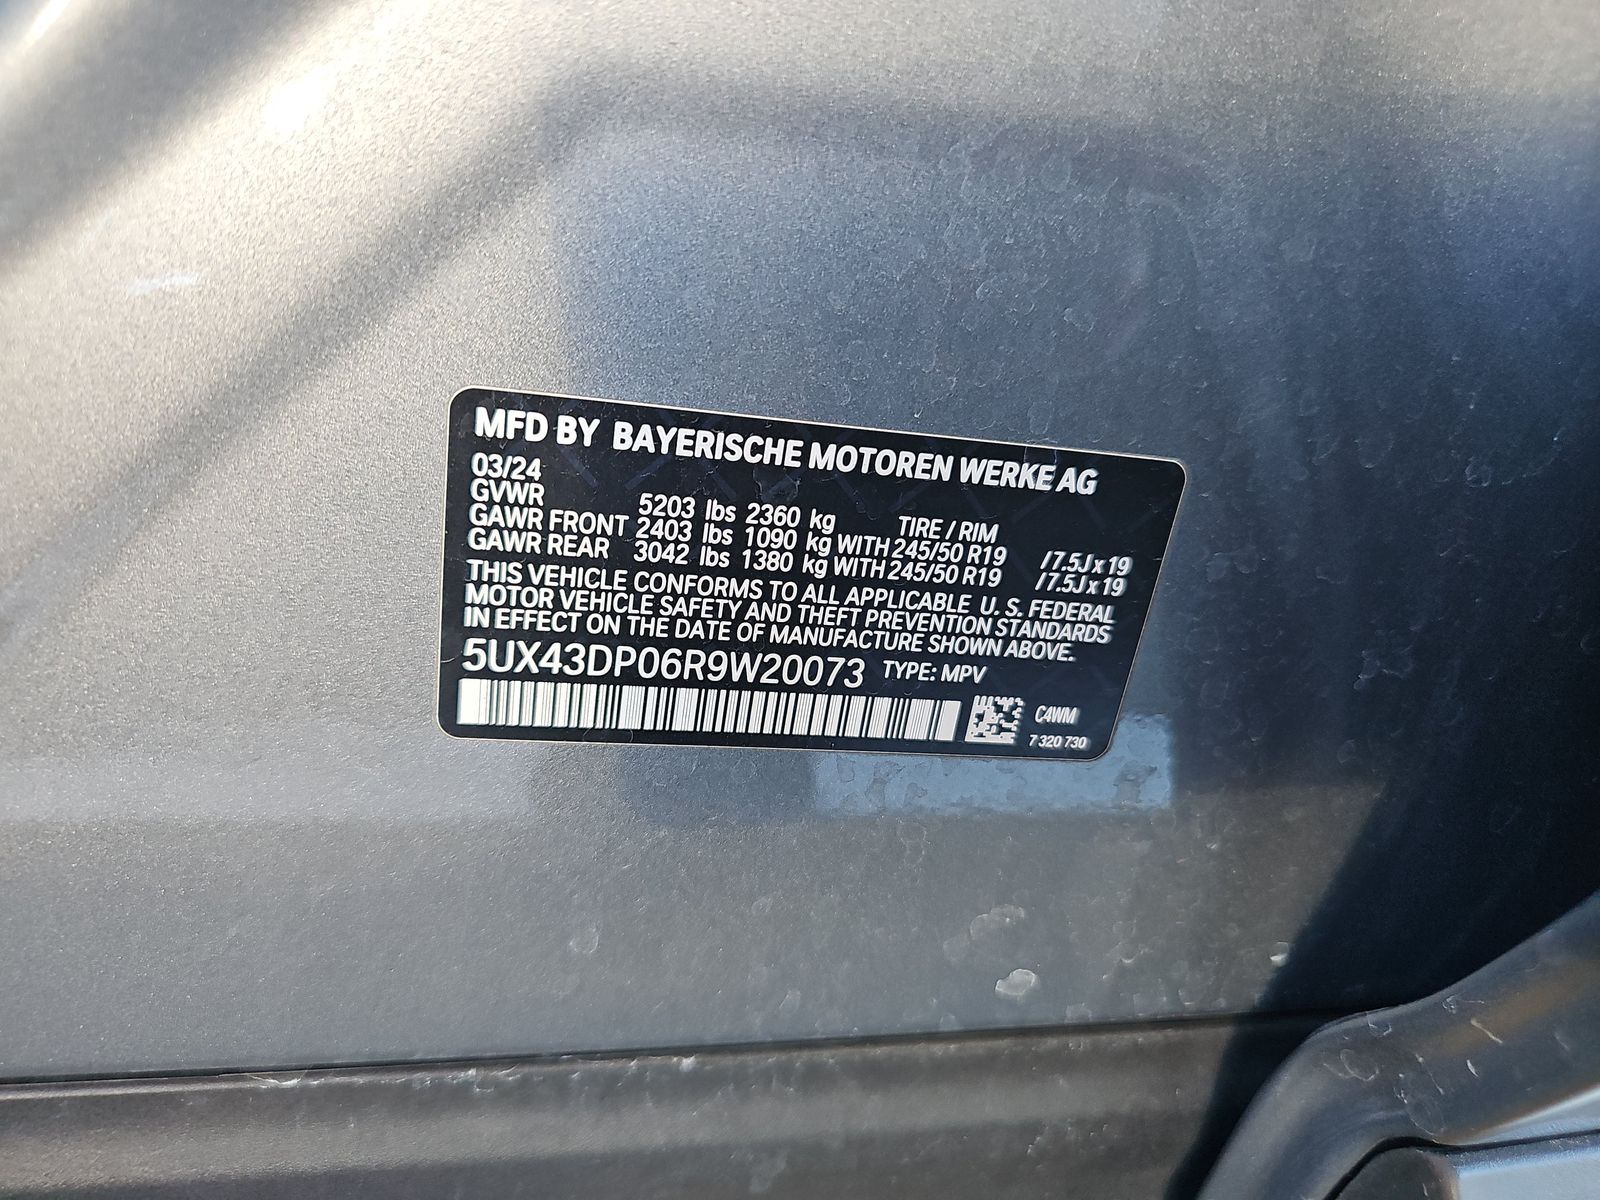 MFD BY BAYERISCHE MOTOREN WERKE AG
03/24
GVWR 5203 lbs 2360 kg TIRE / RIM
GAWR FRONT 2403 lbs 1090 kg WITH 245/50 R19 /7.5J x 19
GAWR REAR 3042 lbs 1380 kg WITH 245/50 R19 /7.5J x 19
THIS VEHICLE CONFORMS TO ALL APPLICABLE U. S. FEDERAL
MOTOR VEHICLE SAFETY AND THEFT PREVENTION STANDARDS
IN EFFECT ON THE DATE OF MANUFACTURE SHOWN ABOVE.
5UX43DP06R9W20073 TYPE: MPV
C4WM
7 320 730